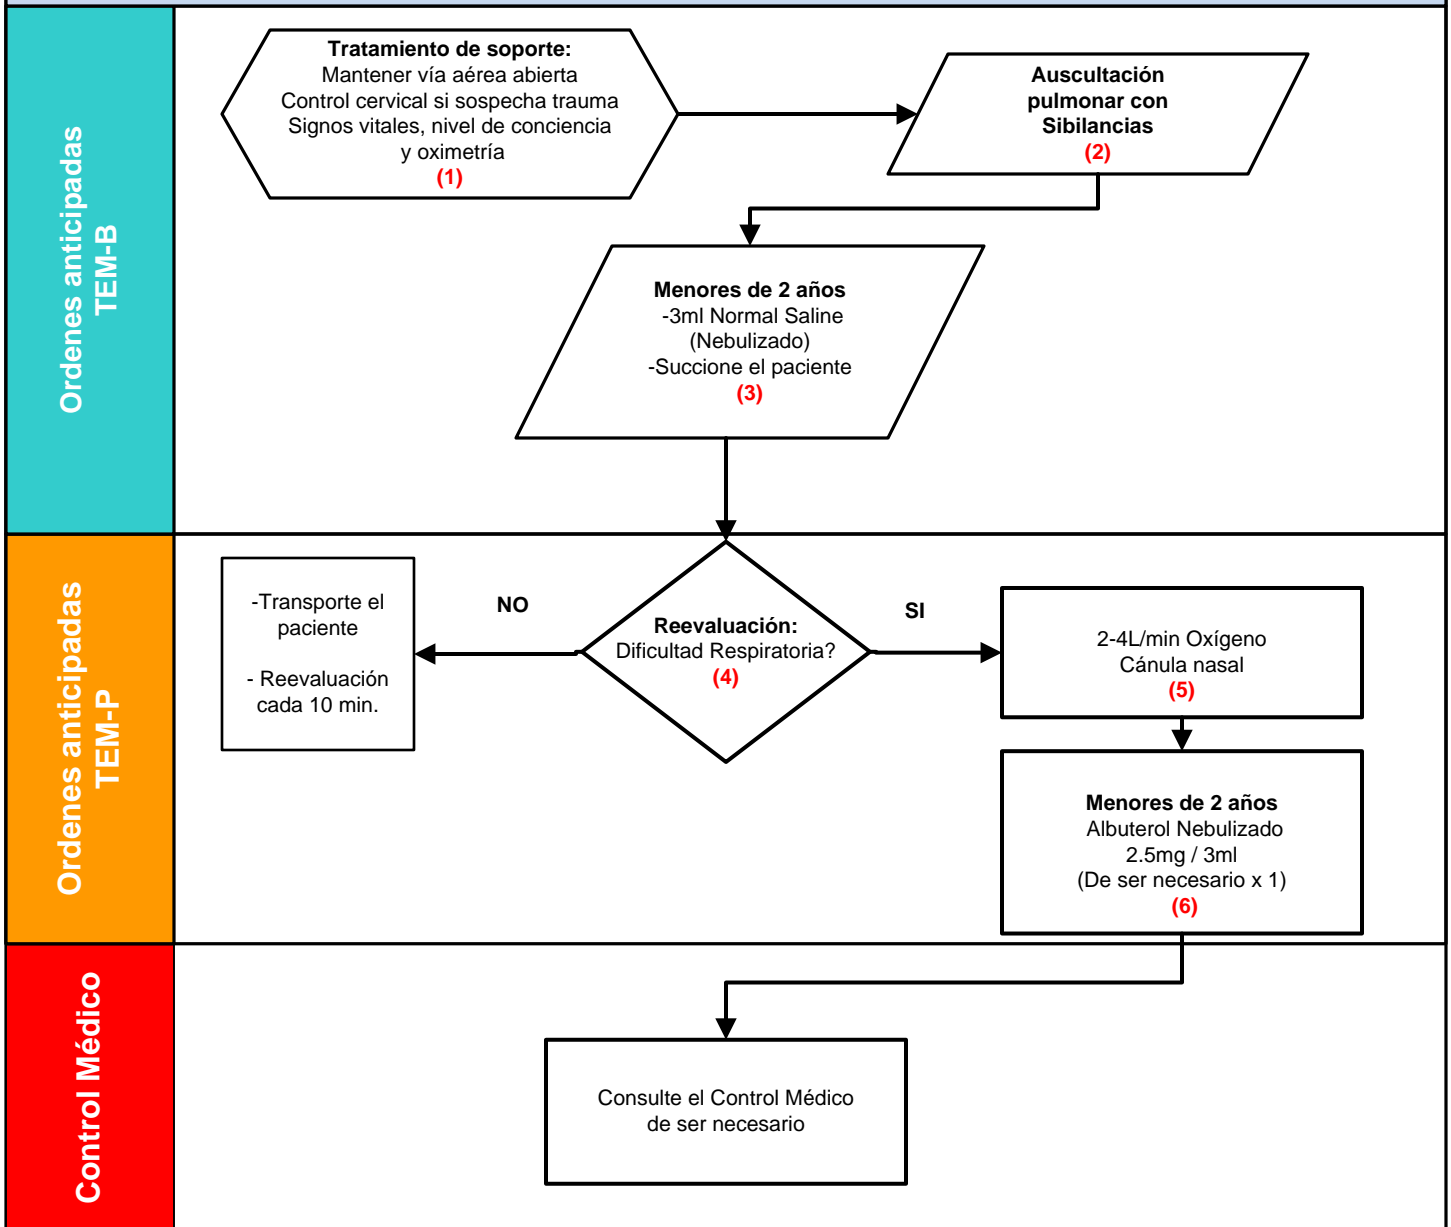 Ordenes anticipadas
TEM-B
Tratamiento de soporte:
Mantener vía aérea abierta
Control cervical si sospecha trauma
Signos vitales, nivel de conciencia
y oximetría
(1)
Auscultación
pulmonar con
Sibilancias
(2)
Menores de 2 años
-3ml Normal Saline
(Nebulizado)
-Succione el paciente
(3)
Ordenes anticipadas
TEM-P
-Transporte el
paciente
- Reevaluación
cada 10 min.
NO
Reevaluación:
Dificultad Respiratoria?
(4)
SI
2-4L/min Oxígeno
Cánula nasal
(5)
Menores de 2 años
Albuterol Nebulizado
2.5mg / 3ml
(De ser necesario x 1)
(6)
Control Médico
Consulte el Control Médico
de ser necesario